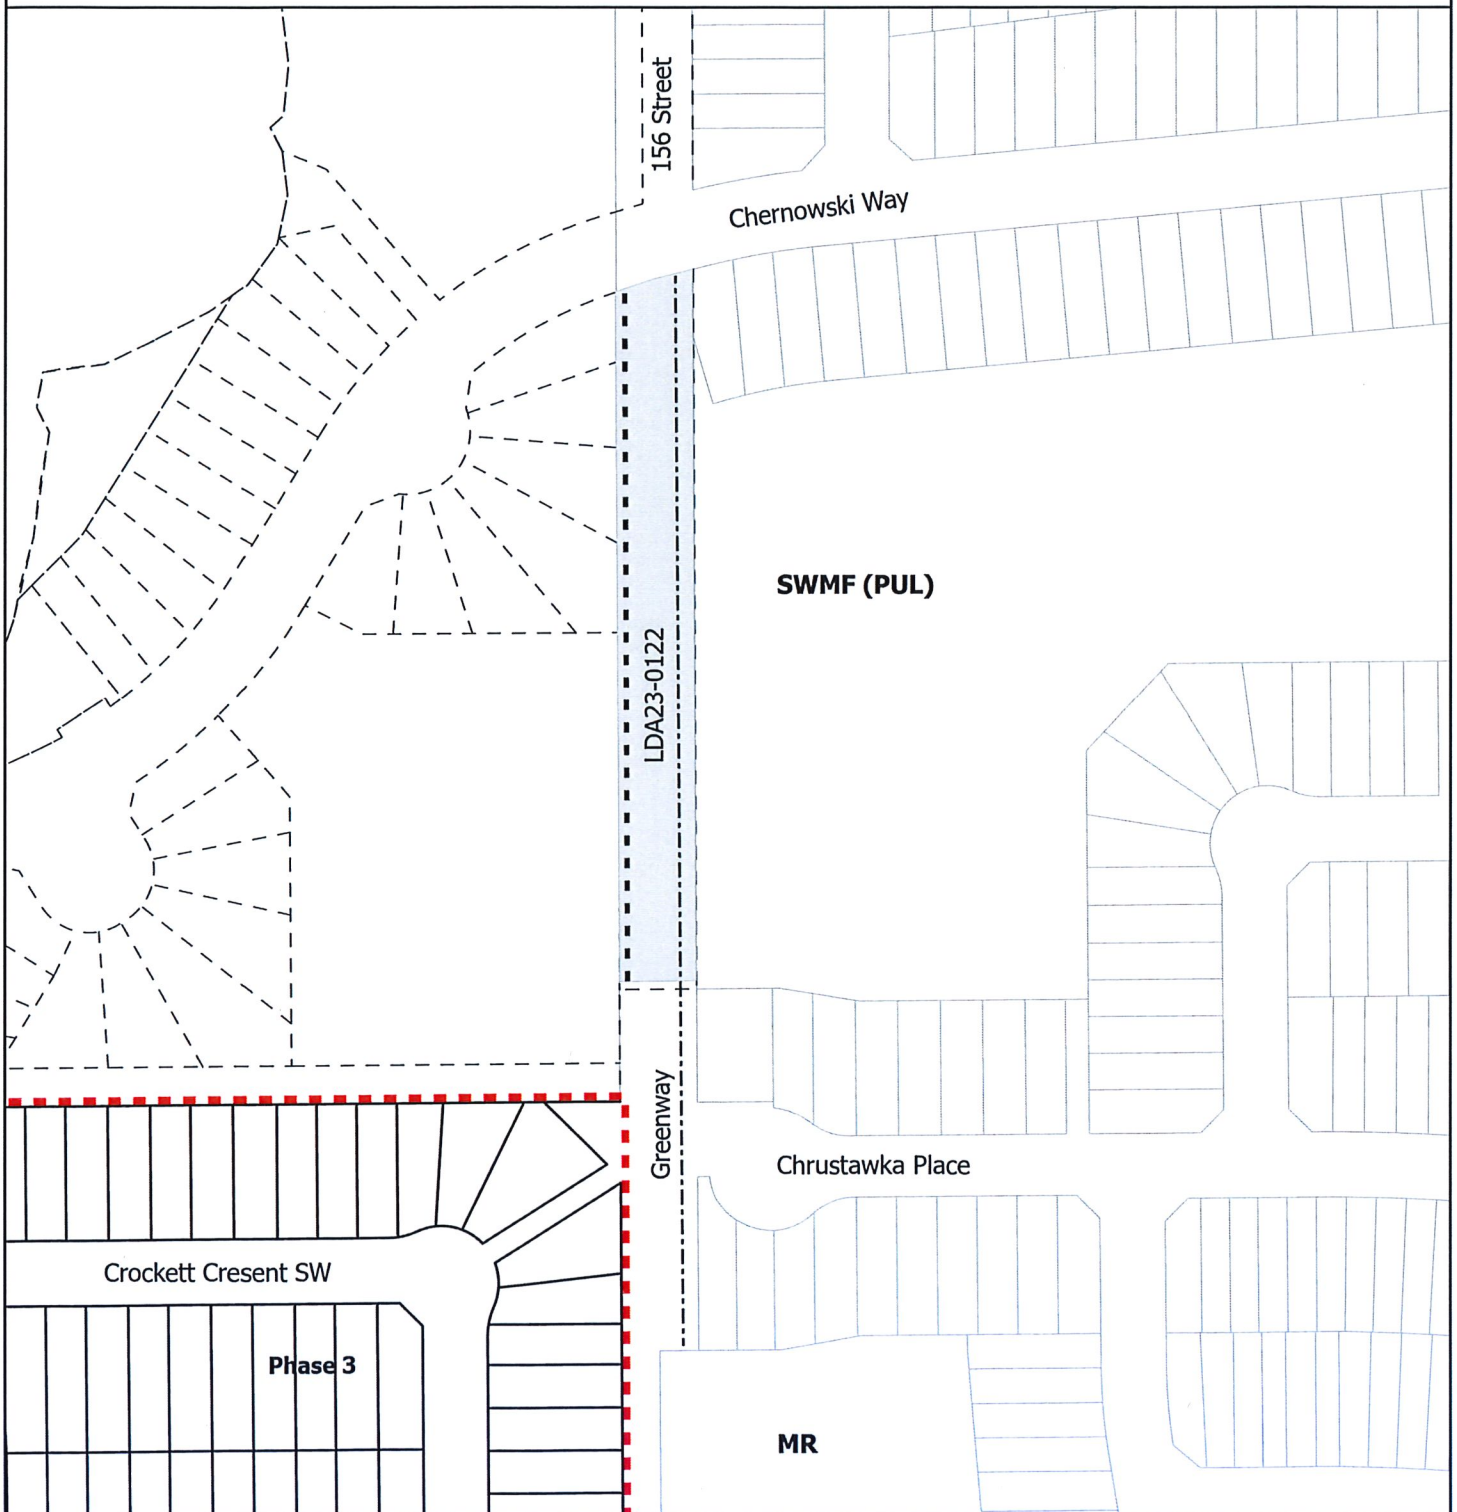 156 Street
Chernowski Way
SWMF (PUL)
LDA23-0122
Greenway
Chrustawka Place
Crockett Cresent SW
Phase 3
MR